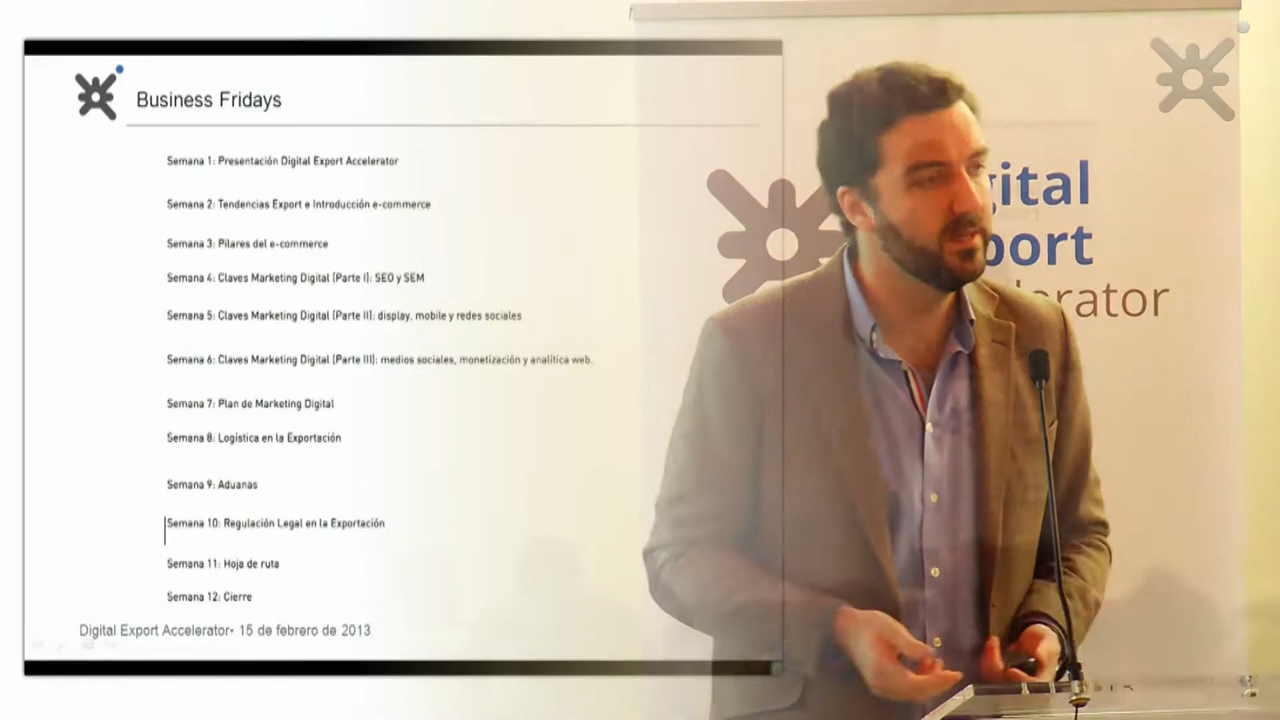 Business Fridays
Semana 1: Presentación Digital Export Accelerator
Semana 2: Tendencias Export e Introducción e-commerce
Semana 3: Pilares del e-commerce
Semana 4: Claves Marketing Digital (Parte I): SEO y SEM
Semana 5: Claves Marketing Digital (Parte II): display, mobile y redes sociales
Semana 6: Claves Marketing Digital (Parte III): medios sociales, monetización y analítica web.
Semana 7: Plan de Marketing Digital
Semana 8: Logística en la Exportación
Semana 9: Aduanas
Semana 10: Regulación Legal en la Exportación
Semana 11: Hoja de ruta
Semana 12: Cierre
Digital Export Accelerator• 15 de febrero de 2013
gital
port
lerator